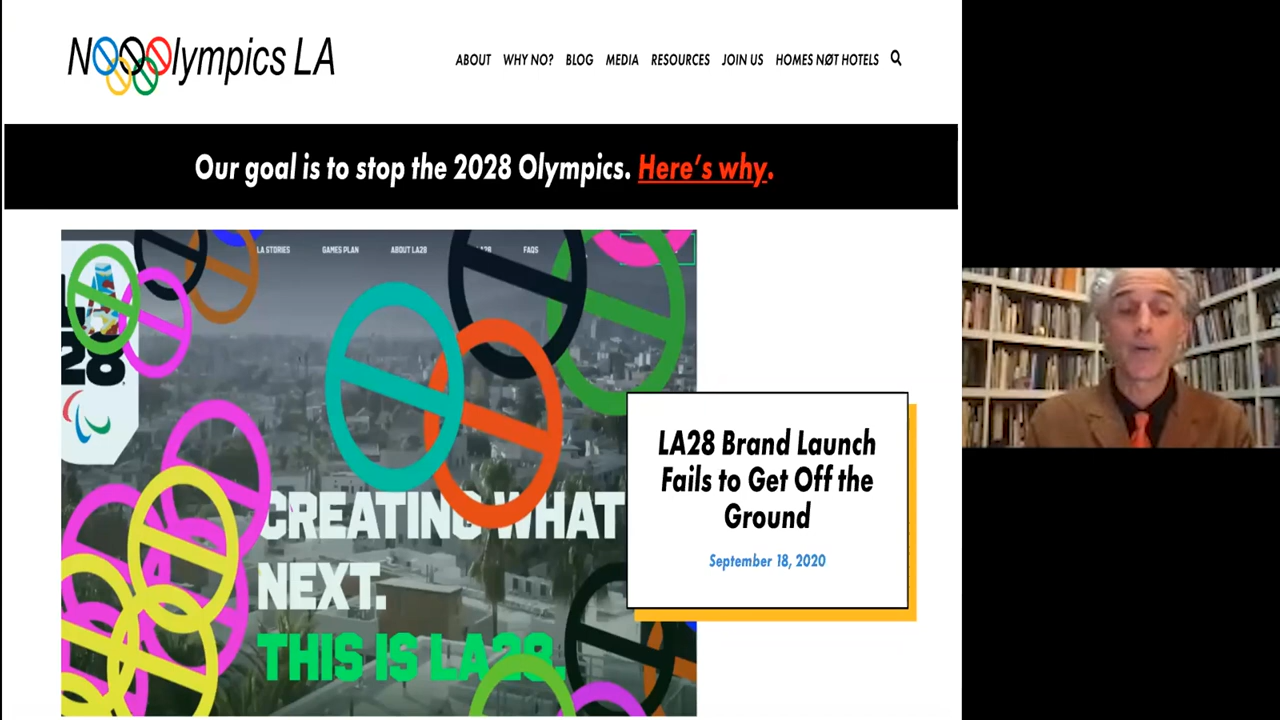 NOOOlympics LA
ABOUT WHY NO? BLOG MEDIA RESOURCES JOIN US HOMES NØT HOTELS
Our goal is to stop the 2028 Olympics. Here's why.
LA STORIES GAMES PLAN ABOUT LA28 FAQS
28
CREATING WHAT
NEXT.
THIS IS LA28.
LA28 Brand Launch
Fails to Get Off the
Ground
September 18, 2020